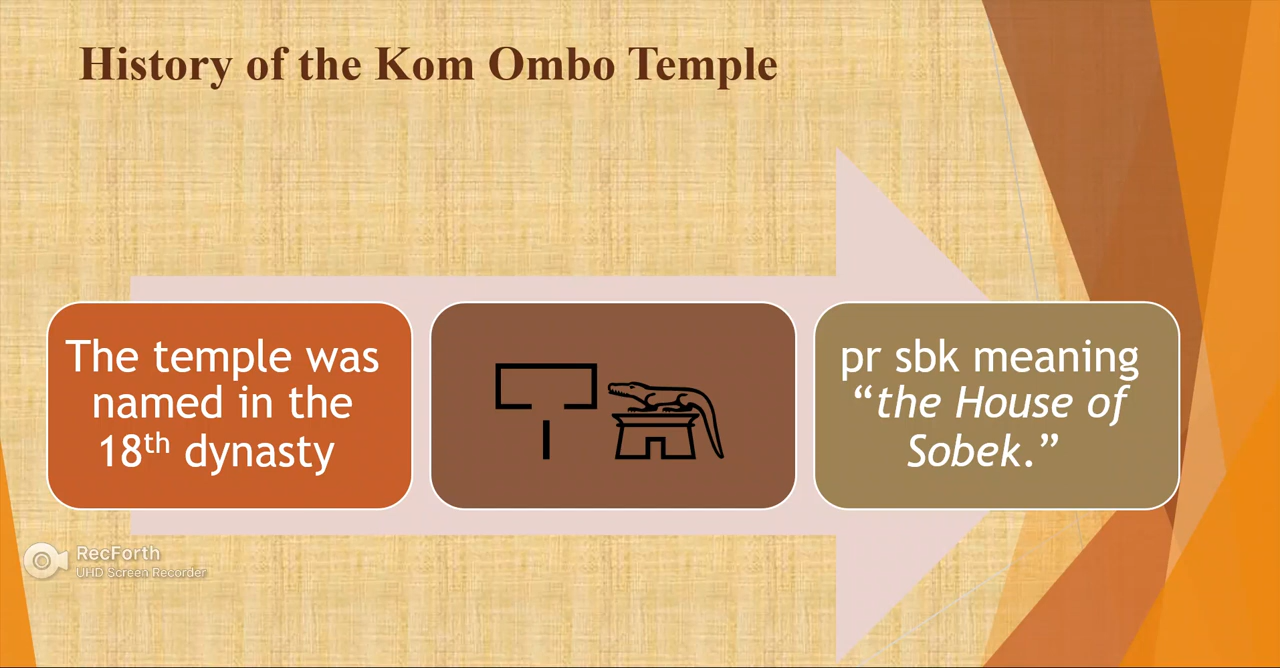 History of the Kom Ombo Temple
The temple was
named in the
18th dynasty
𓉐𓏤𓆋
pr sbk meaning
“the House of
Sobek.”
RecForth
UHD Screen Recorder